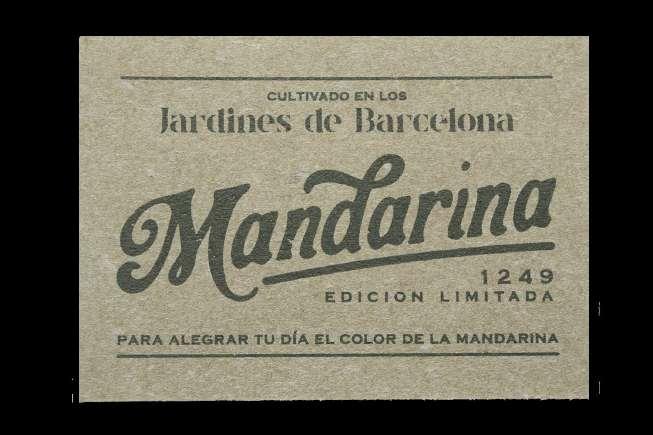 CULTIVADO EN LOS
Jardines de Barcelona
Mandarina
1249
EDICION LIMITADA
PARA ALEGRAR TU DÍA EL COLOR DE LA MANDARINA